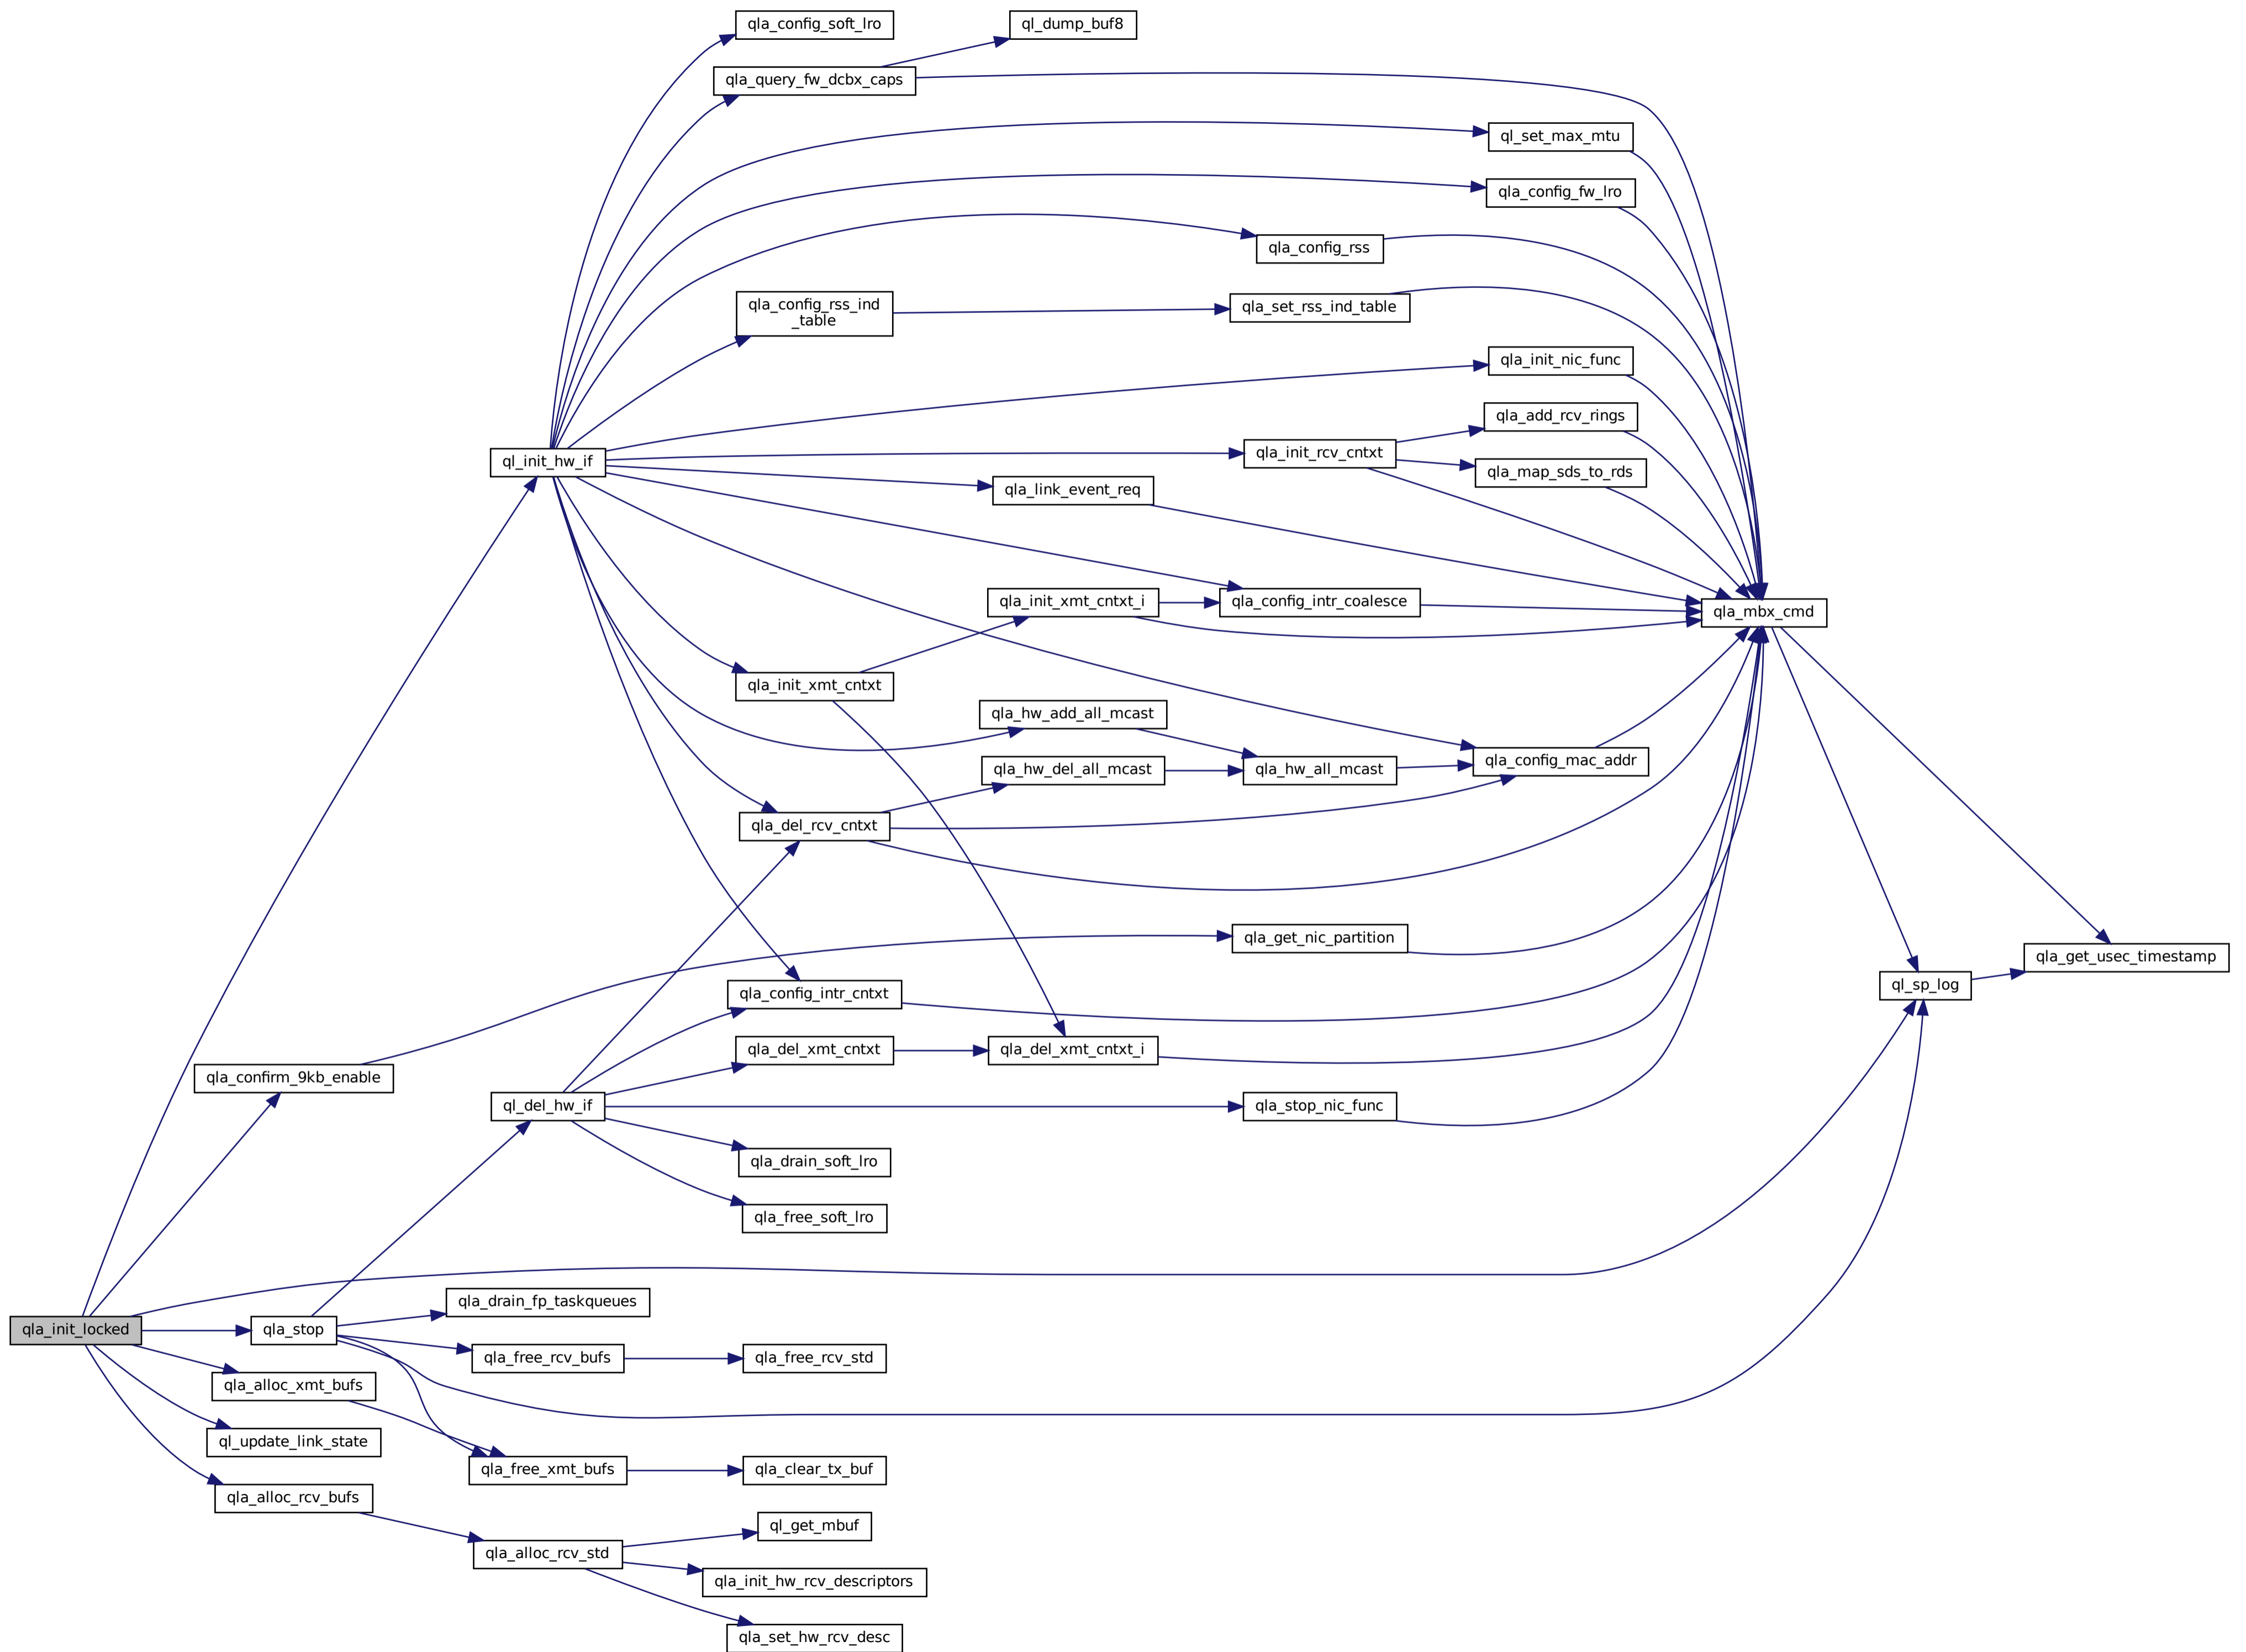 qla_config_soft_lro
ql_dump_buf8
qla_query_fw_dcbx_caps
ql_set_max_mtu
qla_config_fw_lro
qla_config_rss
qla_config_rss_ind
_table
qla_set_rss_ind_table
qla_init_nic_func
qla_add_rcv_rings
ql_init_hw_if
qla_init_rcv_cntxt
qla_map_sds_to_rds
qla_link_event_req
qla_init_xmt_cntxt_i
qla_config_intr_coalesce
qla_mbx_cmd
qla_init_xmt_cntxt
qla_hw_add_all_mcast
qla_config_mac_addr
qla_hw_del_all_mcast
qla_hw_all_mcast
qla_del_rcv_cntxt
qla_get_nic_partition
qla_get_usec_timestamp
ql_sp_log
qla_config_intr_cntxt
qla_del_xmt_cntxt
qla_del_xmt_cntxt_i
qla_confirm_9kb_enable
ql_del_hw_if
qla_stop_nic_func
qla_drain_soft_lro
qla_free_soft_lro
qla_drain_fp_taskqueues
qla_init_locked
qla_stop
qla_free_rcv_bufs
qla_free_rcv_std
qla_alloc_xmt_bufs
ql_update_link_state
qla_free_xmt_bufs
qla_clear_tx_buf
qla_alloc_rcv_bufs
ql_get_mbuf
qla_alloc_rcv_std
qla_init_hw_rcv_descriptors
qla_set_hw_rcv_desc